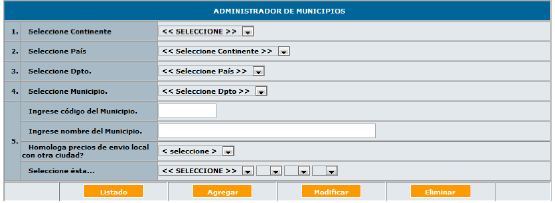 ADMINISTRADOR DE MUNICIPIOS
1. Seleccione Continente << SELECCIONE >>
2. Seleccione País << Seleccione Continente >>
3. Seleccione Dpto. << Seleccione País >>
4. Seleccione Municipio. << Seleccione Dpto >>
5.
Ingrese código del Municipio.
Ingrese nombre del Municipio.
Homologa precios de envio local
con otra ciudad? < seleccione >
Seleccione ésta... << SELECCIONE >>
Listado Agregar Modificar Eliminar